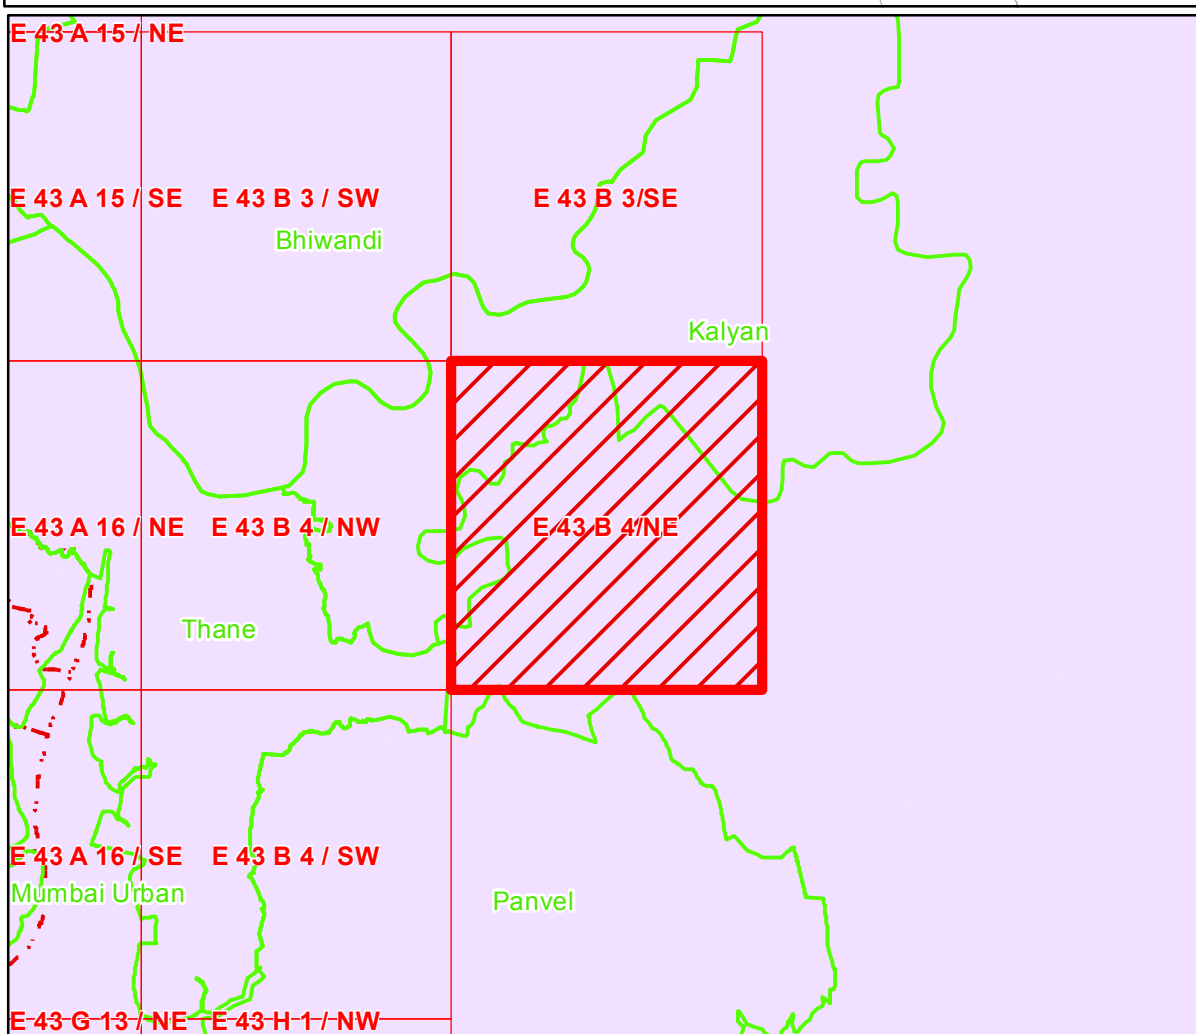 E 43 A 15 / NE
E 43 A 15 / SE
E 43 B 3 / SW
E 43 B 3/SE
Bhiwandi
Kalyan
E 43 A 16 / NE
E 43 B 4 / NW
E 43 B 4/NE
Thane
E 43 A 16 / SE
E 43 B 4 / SW
Mumbai Urban
Panvel
E 43 G 13 / NE
E 43 H 1 / NW